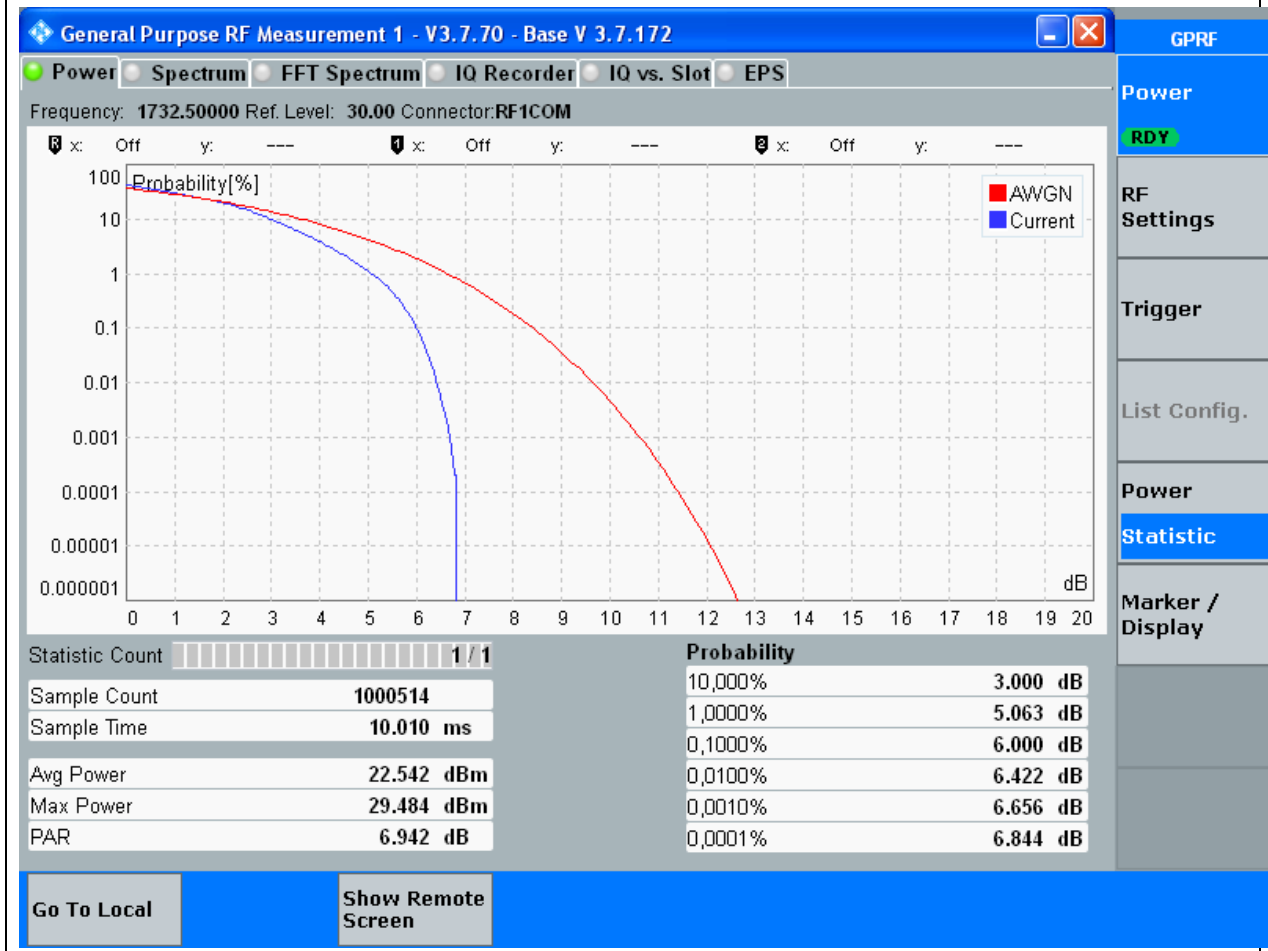 General Purpose RF Measurement 1 - V3.7.70 - Base V 3.7.172
GPRF
Power Spectrum FFT Spectrum IQ Recorder IQ vs. Slot EPS
Power
RDY
Frequency: 1732.50000 Ref. Level: 30.00 Connector:RF1COM
R x: Off y: --- 1 x: Off y: --- 2 x: Off y: ---
Probability[%]
AWGN
Current
100
10
1
0.1
0.01
0.001
0.0001
0.00001
0.000001
dB
0 1 2 3 4 5 6 7 8 9 10 11 12 13 14 15 16 17 18 19 20
RF
Settings
Trigger
List Config.
Power
Statistic
Marker /
Display
Statistic Count 1 / 1
Sample Count 1000514
Sample Time 10.010 ms
Avg Power 22.542 dBm
Max Power 29.484 dBm
PAR 6.942 dB
Probability
10,000% 3.000 dB
1,0000% 5.063 dB
0,1000% 6.000 dB
0,0100% 6.422 dB
0,0010% 6.656 dB
0,0001% 6.844 dB
Go To Local
Show Remote
Screen